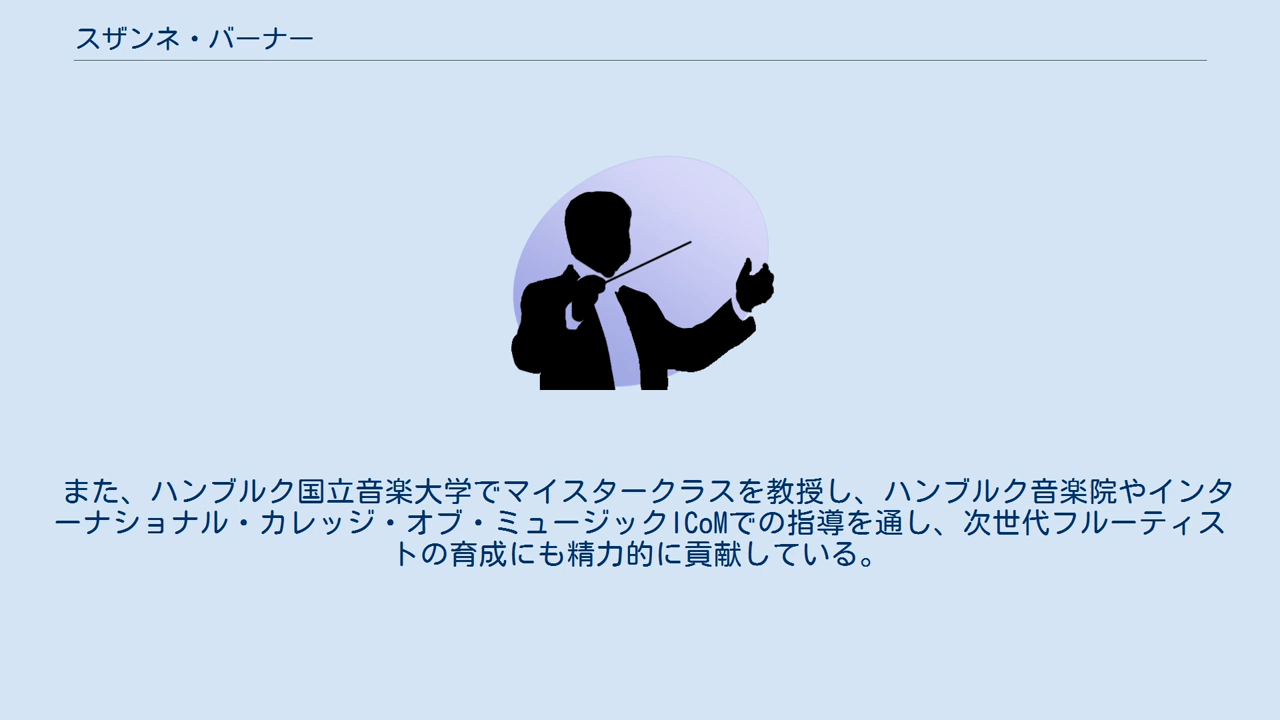 スザンネ・バーナー
また、ハンブルク国立音楽大学でマイスタークラスを教授し、ハンブルク音楽院やインタ
ーナショナル・カレッジ・オブ・ミュージックICoMでの指導を通し、次世代フルーティス
トの育成にも精力的に貢献している。